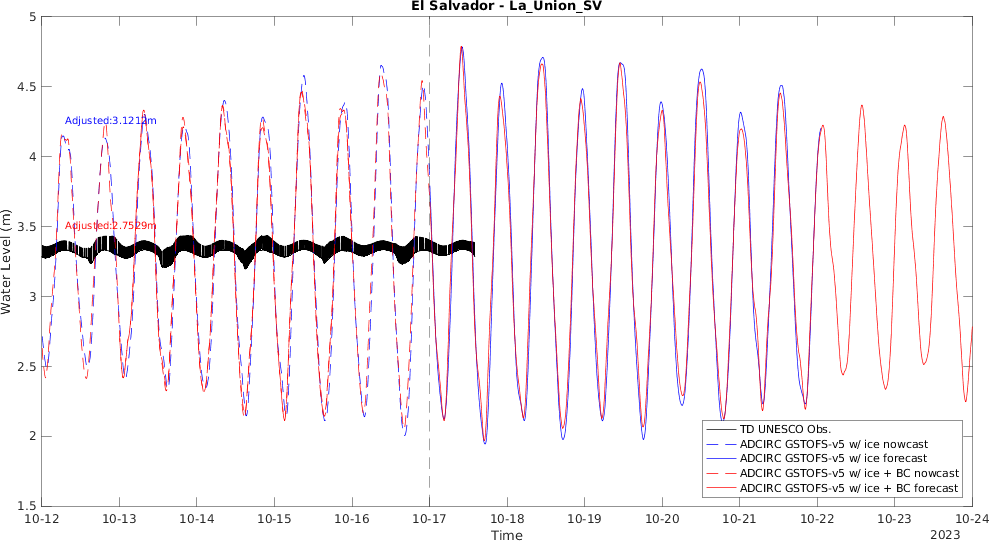 El Salvador - La_Union_SV
5
4.5
4
3.5
3
2.5
2
1.5
Water Level (m)
Adjusted:3.1212m
Adjusted:2.7529m
TD UNESCO Obs.
ADCIRC GSTOFS-v5 w/ ice nowcast
ADCIRC GSTOFS-v5 w/ ice forecast
ADCIRC GSTOFS-v5 w/ ice + BC nowcast
ADCIRC GSTOFS-v5 w/ ice + BC forecast
10-12 10-13 10-14 10-15 10-16 10-17 10-18 10-19 10-20 10-21 10-22 10-23 10-24
Time
2023